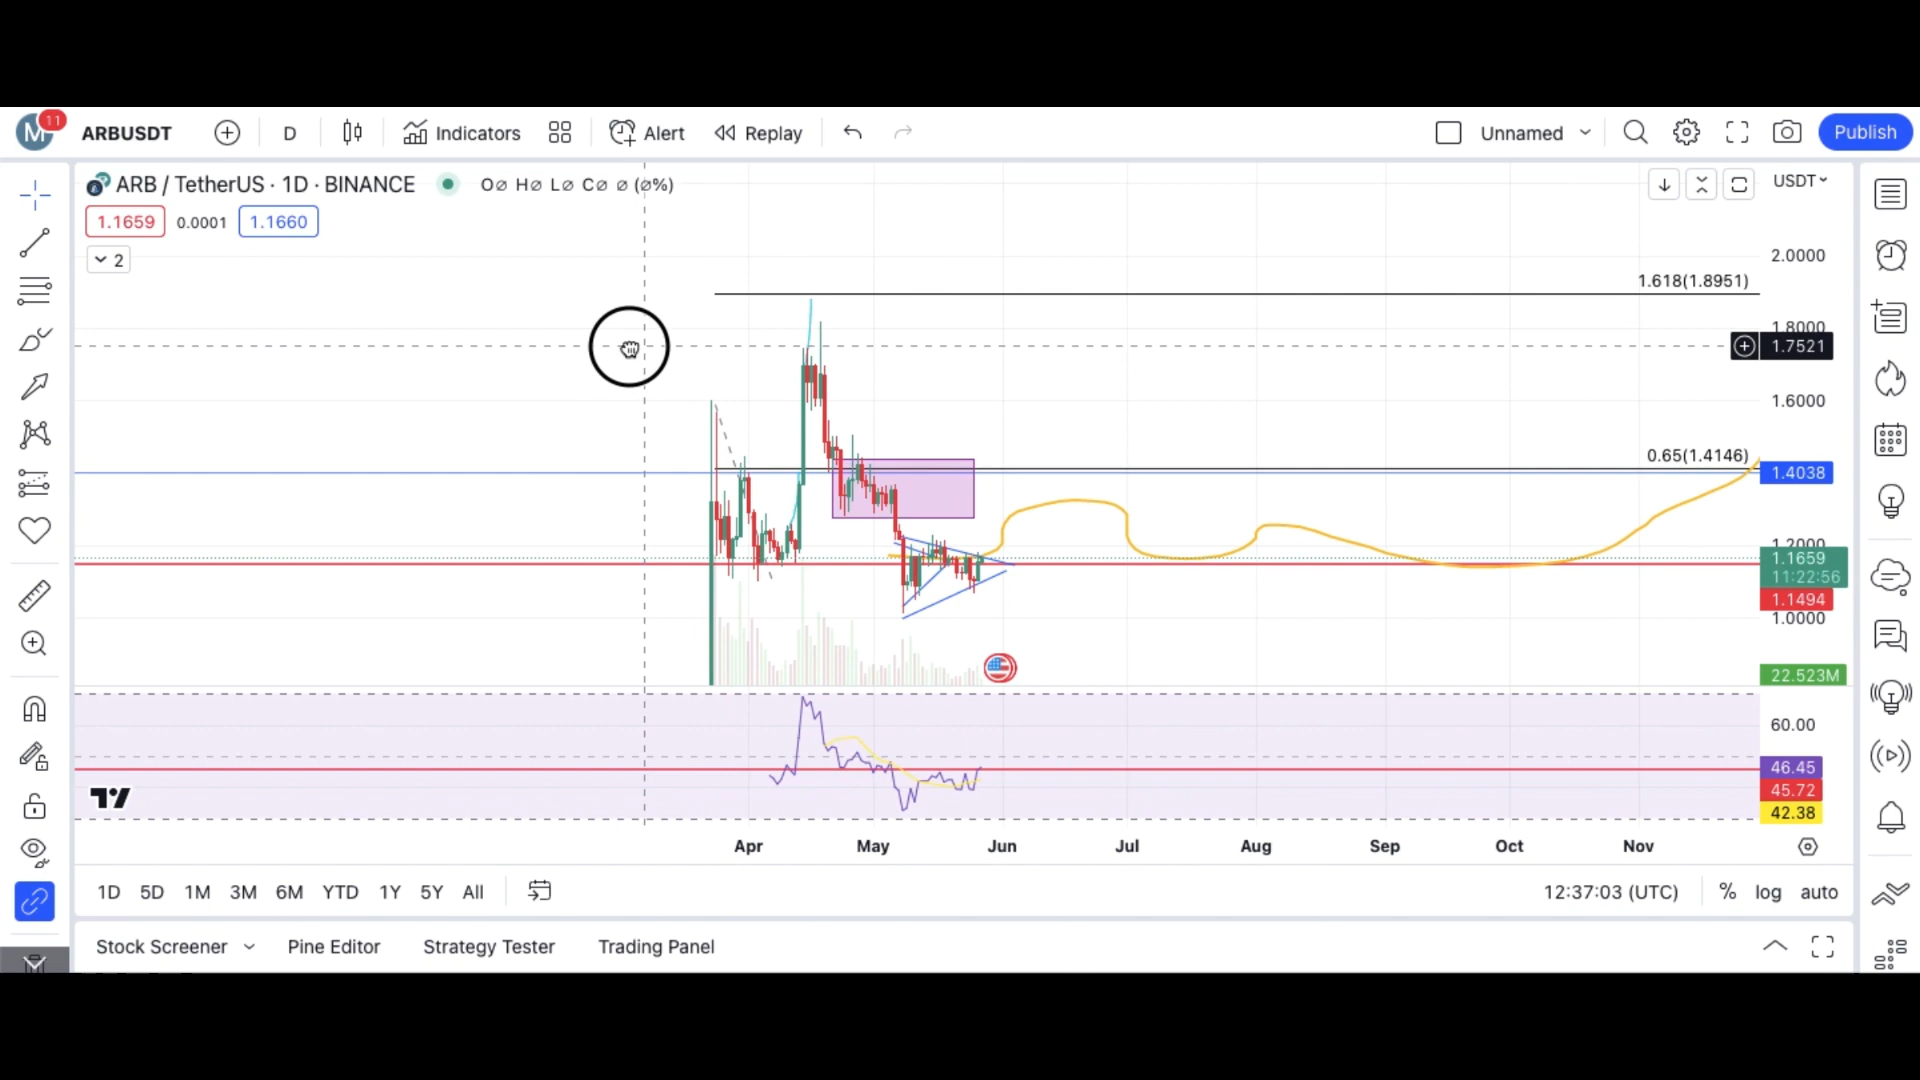 M 11 ARBUSDT D Indicators Alert Replay Unnamed Publish
ARB / TetherUS · 1D · BINANCE O∅ H∅ L∅ C∅ ∅ (∅%)
USDT
1.1659 0.0001 1.1660
2
2.0000
1.618(1.8951)
1.8000
1.7521
1.6000
0.65(1.4146)
1.4038
1.2000
1.1659
11:22:56
1.1494
1.0000
22.523M
60.00
46.45
45.72
42.38
Apr May Jun Jul Aug Sep Oct Nov
1D 5D 1M 3M 6M YTD 1Y 5Y All 12:37:03 (UTC) % log auto
Stock Screener Pine Editor Strategy Tester Trading Panel